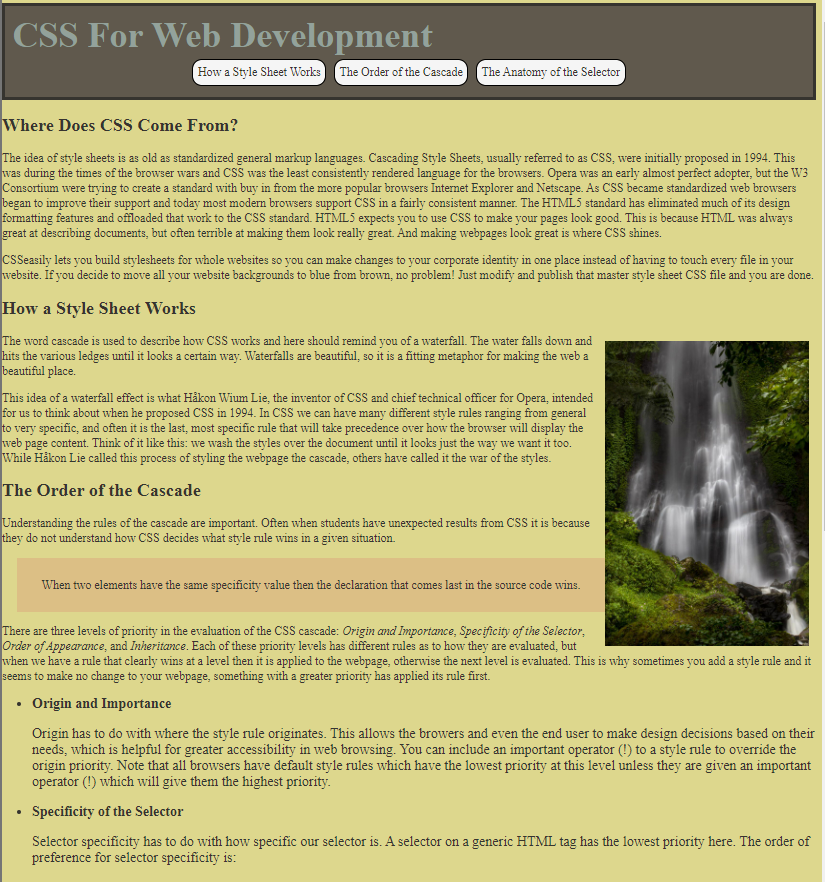 CSS For Web Development
How a Style Sheet Works
The Order of the Cascade
The Anatomy of the Selector
Where Does CSS Come From?
The idea of style sheets is as old as standardized general markup languages. Cascading Style Sheets, usually referred to as CSS, were initially proposed in 1994. This
was during the times of the browser wars and CSS was the least consistently rendered language for the browsers. Opera was an early almost perfect adopter, but the W3
Consortium were trying to create a standard with buy in from the more popular browsers Internet Explorer and Netscape. As CSS became standardized web browsers
began to improve their support and today most modern browsers support CSS in a fairly consistent manner. The HTML5 standard has eliminated much of its design
formatting features and offloaded that work to the CSS standard. HTML5 expects you to use CSS to make your pages look good. This is because HTML was always
great at describing documents, but often terrible at making them look really great. And making webpages look great is where CSS shines.
CSSeasily lets you build stylesheets for whole websites so you can make changes to your corporate identity in one place instead of having to touch every file in your
website. If you decide to move all your website backgrounds to blue from brown, no problem! Just modify and publish that master style sheet CSS file and you are done.
How a Style Sheet Works
The word cascade is used to describe how CSS works and here should remind you of a waterfall. The water falls down and
hits the various ledges until it looks a certain way. Waterfalls are beautiful, so it is a fitting metaphor for making the web a
beautiful place.
This idea of a waterfall effect is what Håkon Wium Lie, the inventor of CSS and chief technical officer for Opera, intended
for us to think about when he proposed CSS in 1994. In CSS we can have many different style rules ranging from general
to very specific, and often it is the last, most specific rule that will take precedence over how the browser will display the
web page content. Think of it like this: we wash the styles over the document until it looks just the way we want it too.
While Håkon Lie called this process of styling the webpage the cascade, others have called it the war of the styles.
The Order of the Cascade
Understanding the rules of the cascade are important. Often when students have unexpected results from CSS it is because
they do not understand how CSS decides what style rule wins in a given situation.
When two elements have the same specificity value then the declaration that comes last in the source code wins.
There are three levels of priority in the evaluation of the CSS cascade: Origin and Importance, Specificity of the Selector,
Order of Appearance, and Inheritance. Each of these priority levels has different rules as to how they are evaluated, but
when we have a rule that clearly wins at a level then it is applied to the webpage, otherwise the next level is evaluated. This is why sometimes you add a style rule and it
seems to make no change to your webpage, something with a greater priority has applied its rule first.
• Origin and Importance
Origin has to do with where the style rule originates. This allows the browers and even the end user to make design decisions based on their
needs, which is helpful for greater accessibility in web browsing. You can include an important operator (!) to a style rule to override the
origin priority. Note that all browsers have default style rules which have the lowest priority at this level unless they are given an important
operator (!) which will give them the highest priority.
• Specificity of the Selector
Selector specificity has to do with how specific our selector is. A selector on a generic HTML tag has the lowest priority here. The order of
preference for selector specificity is: